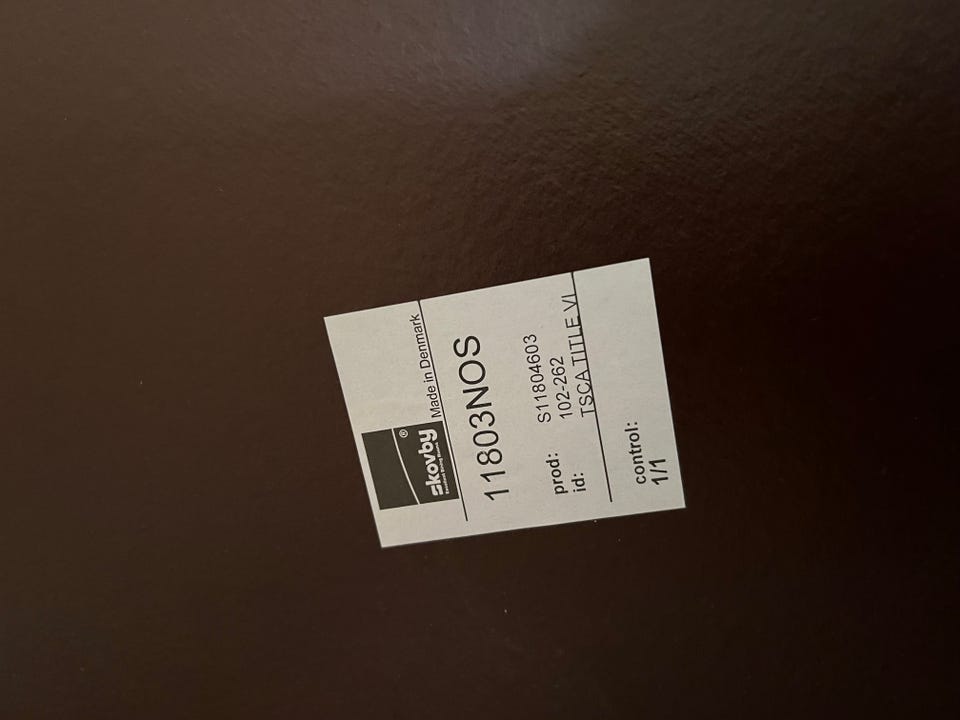 skovby®
Made in Denmark
11803NOS
prod: S11804603
id: 102-262
TSCA TITLE VI
control:
1/1